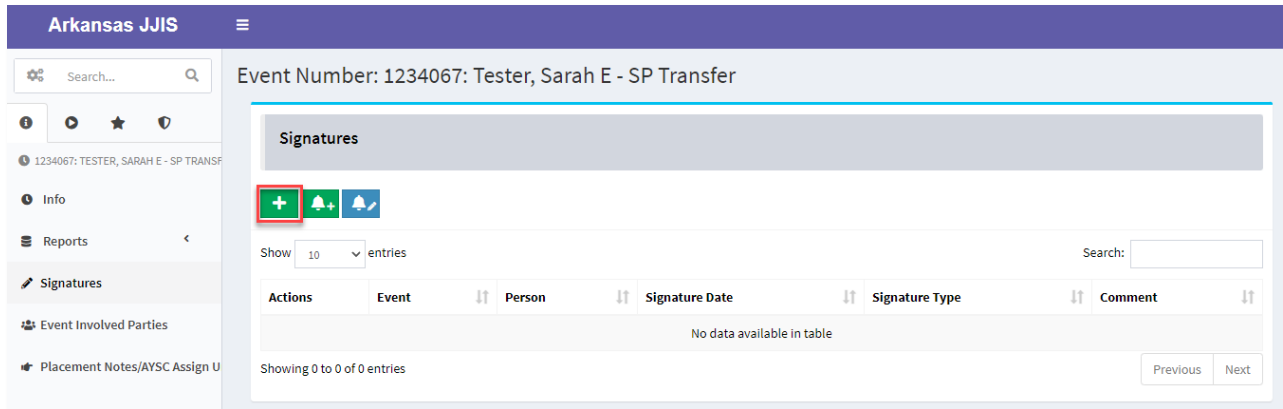 Arkansas JJIS
Search...
Event Number: 1234067: Tester, Sarah E - SP Transfer
1234067: TESTER, SARAH E - SP TRANSF
Info
Reports
Signatures
Event Involved Parties
Placement Notes/AYSC Assign U
Signatures
Show 10 entries
Search:
Actions Event Person Signature Date Signature Type Comment
No data available in table
Showing 0 to 0 of 0 entries
Previous Next